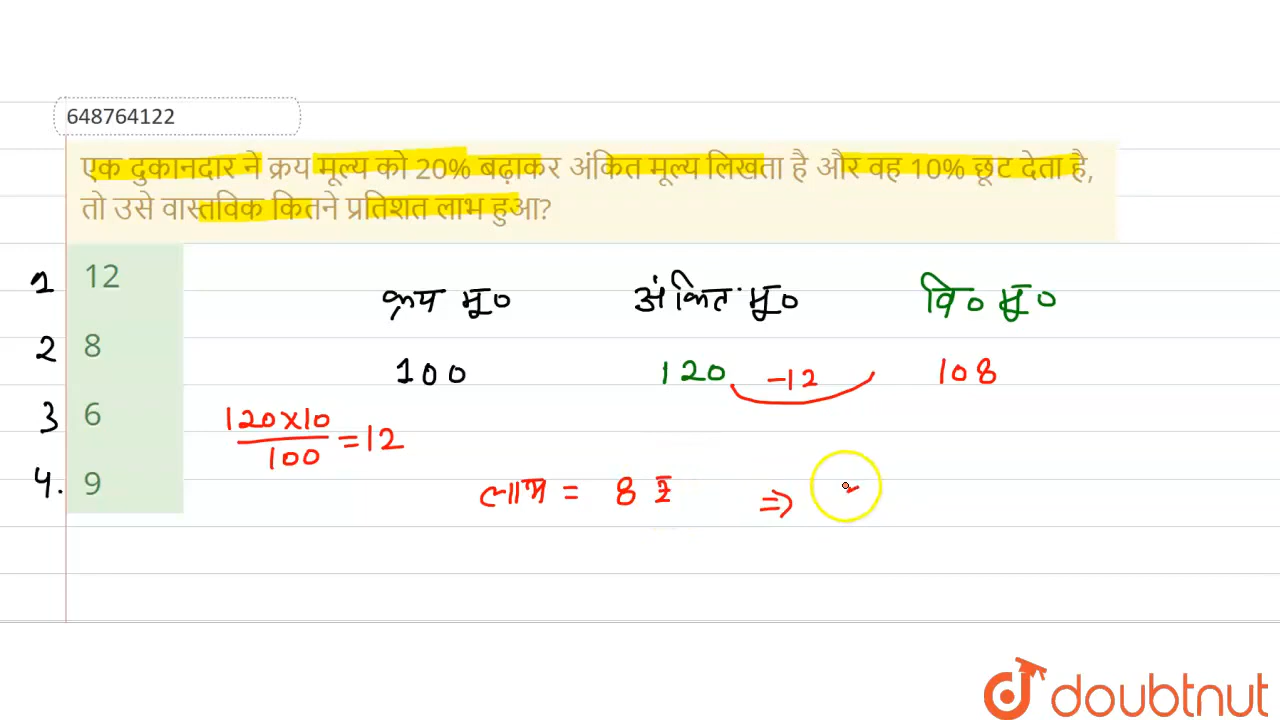 648764122
एक दुकानदार ने क्रय मूल्य को 20% बढ़ाकर अंकित मूल्य लिखता है और वह 10% छूट देता है,
तो उसे वास्तविक कितने प्रतिशत लाभ हुआ?
1 12
2 8
3 6
4. 9
क्रय मू० अंकित मू० वि० मू०
100 120 -12 108
120×10
100
=12
लाभ = 8 रु ⇒
doubtnut